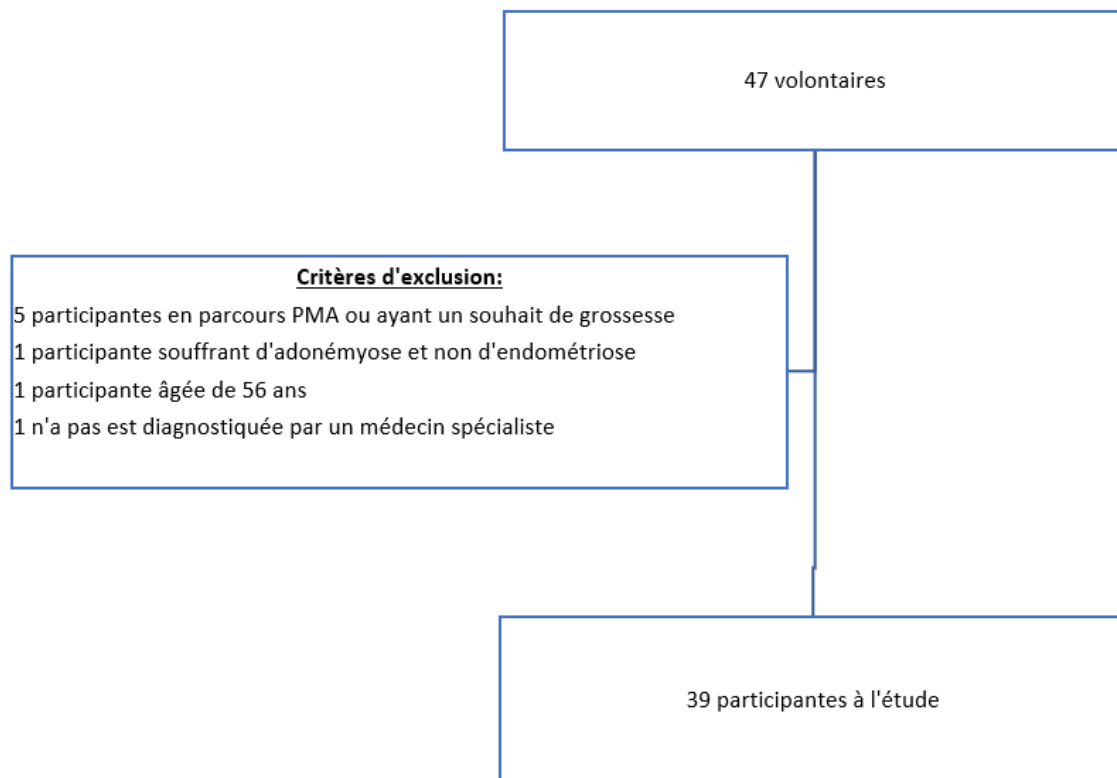 47 volontaires
Critères d'exclusion:
5 participantes en parcours PMA ou ayant un souhait de grossesse
1 participante souffrant d'adonémyose et non d'endométriose
1 participante âgée de 56 ans
1 n'a pas est diagnostiquée par un médecin spécialiste
39 participantes à l'étude